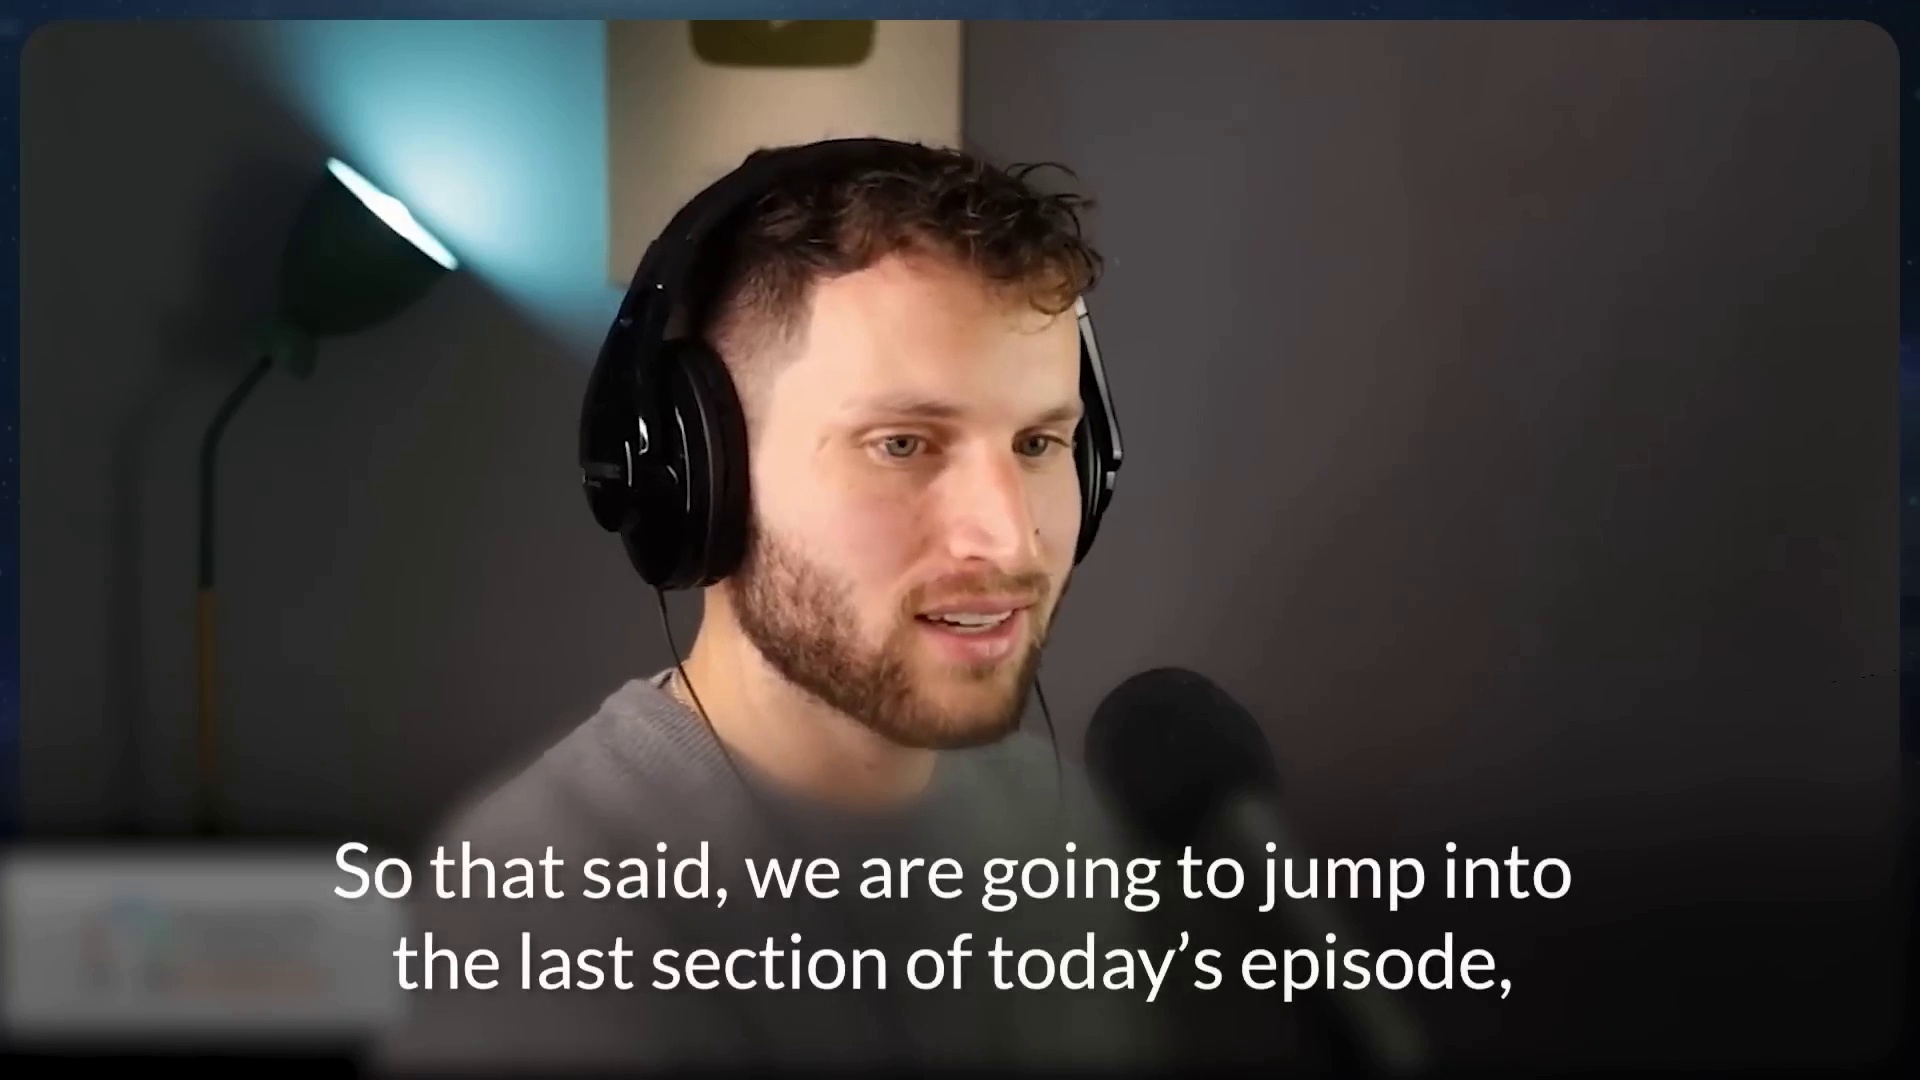 So that said, we are going to jump into
the last section of today’s episode,